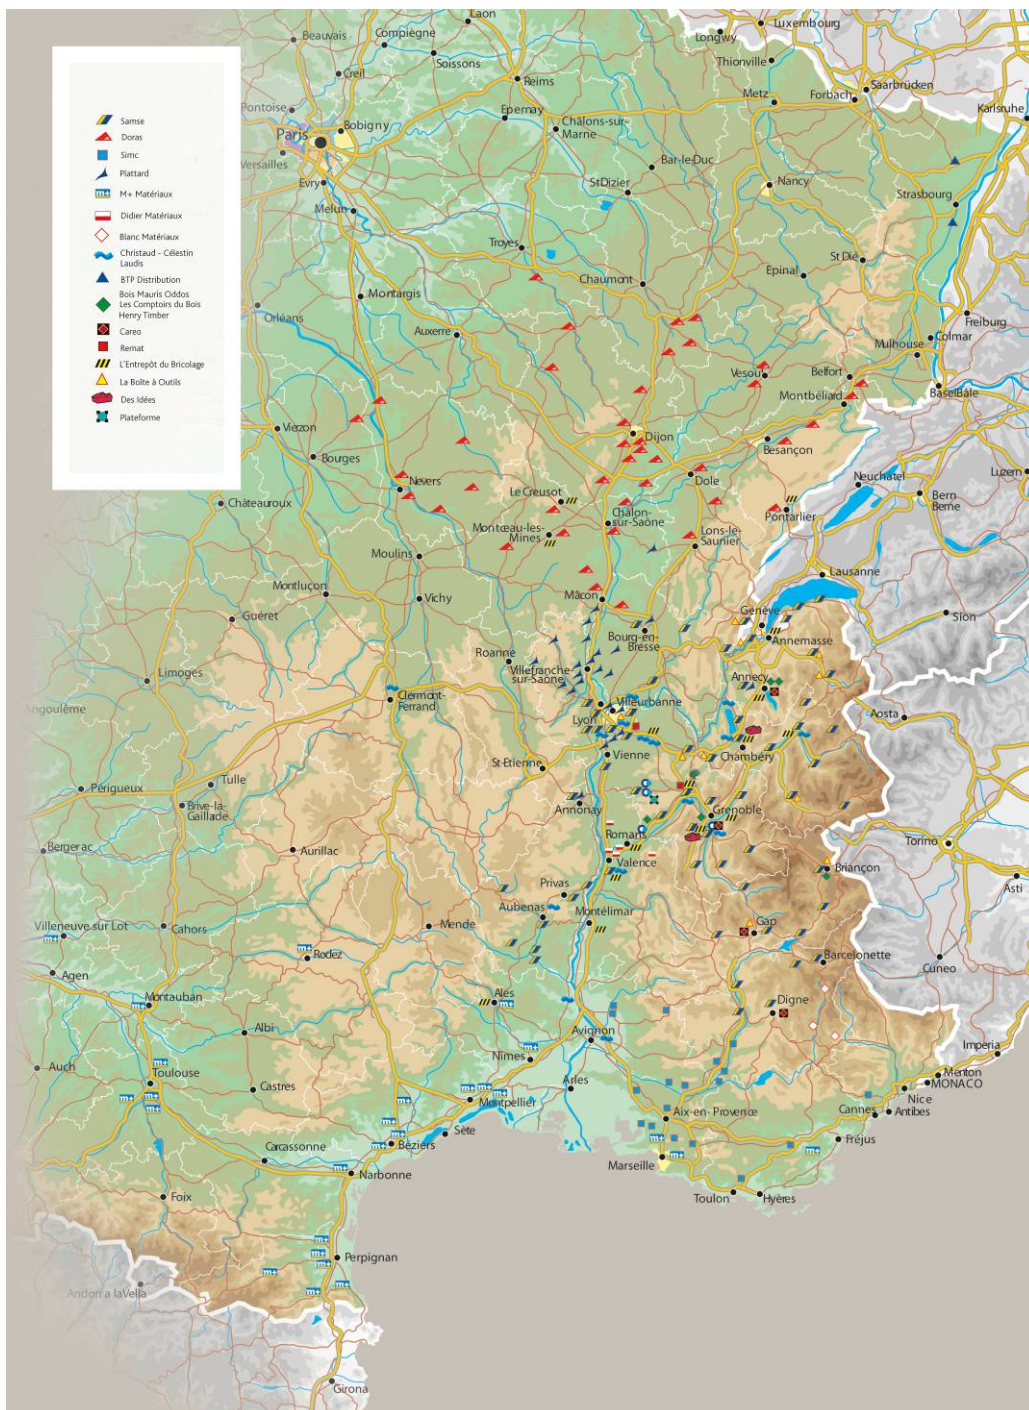 Samse
Doras
Simc
Plattard
M+ Matériaux
Didier Matériaux
Blanc Matériaux
Christaud - Célestin
Laudis
BTP Distribution
Bois Mauris Oddos
Les Comptoirs du Bois
Henry Timber
Careo
Remat
L'Entrepôt du Bricolage
La Boîte à Outils
Des Idées
Plateforme
Laon
Luxembourg
Beauvais
Compiègne
Longwy
Soissons
Thionville
Creil
Reims
Saarbrücken
Forbach
Metz
Pontoise
Epernay
Karlsruhe
Bobigny
Châlons-sur-
Marne
Paris
Versailles
Bar-le-Duc
Evry
StDizier
Nancy
Strasbourg
Melun
Troyes
St Dié
Epinal
Chaumont
Montargis
Orléans
Freiburg
Auxerre
Colmar
Mulhouse
Vesoul
Belfort
BaselBâle
Montbéliard
Vierzon
Dijon
Besançon
Bourges
Luzern
Neuchatel
Nevers
Dole
Bern
Berne
Le Creusot
Châteauroux
Pontarlier
Châlon-
sur-Saône
Montceau-les-
Mines
Lons-le-
Saunier
Moulins
Lausanne
Montluçon
Vichy
Mâcon
Genève
Sion
Guéret
Bourg-en-
Bresse
Annemasse
Roanne
Villefranche-
sur-Saône
Limoges
Annecy
Clermont-
Ferrand
Villeurbanne
Angoulême
Aosta
Lyon
Vienne
Chambéry
St-Etienne
Tulle
Périgueux
Brive-la-
Gaillade
Annonay
Grenoble
Romans
Torino
Bergerac
Aurillac
Valence
Briançon
Asti
Privas
Aubenas
Montélimar
Villeneuve sur Lot
Cahors
Mende
Gap
Rodez
Barcelonette
Cuneo
Agen
Alès
Digne
Montauban
Albi
Avignon
Imperia
Nîmes
Auch
Toulouse
Menton
MONACO
Castres
Arles
Nice
Montpellier
Aix-en-Provence
Cannes
Antibes
Sète
Béziers
Fréjus
Carcassonne
Marseille
Narbonne
Foix
Toulon
Hyères
Perpignan
Andorra la Vella
Girona